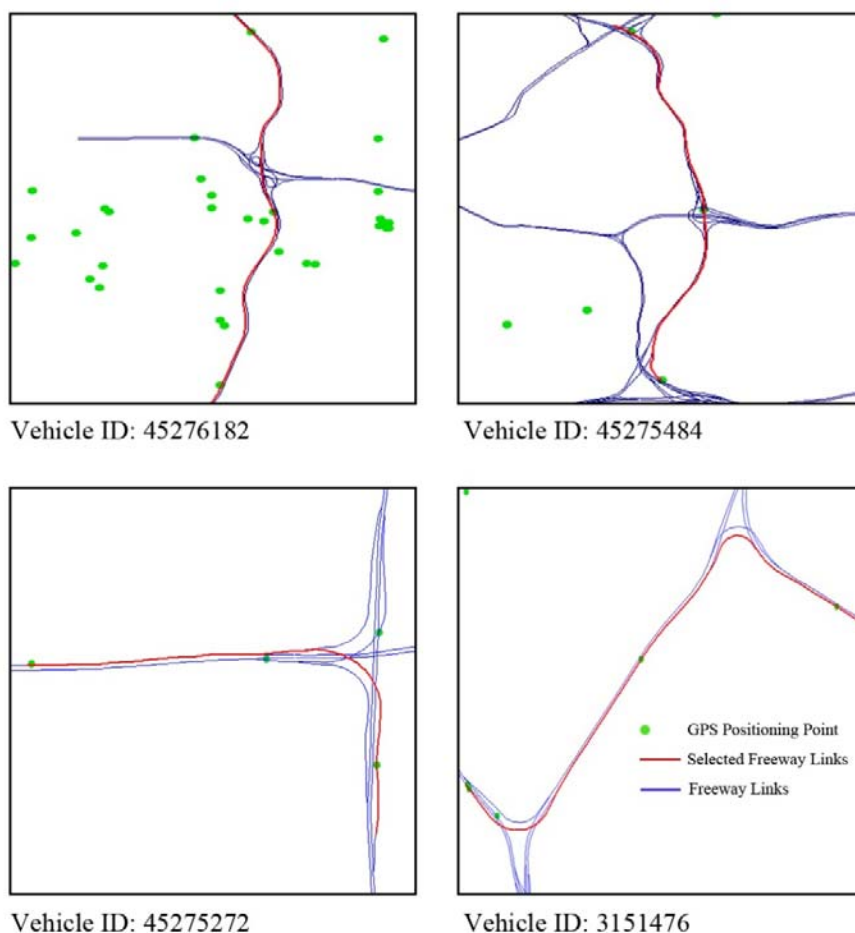 Vehicle ID: 45276182
Vehicle ID: 45275484
GPS Positioning Point
Selected Freeway Links
Freeway Links
Vehicle ID: 45275272
Vehicle ID: 3151476